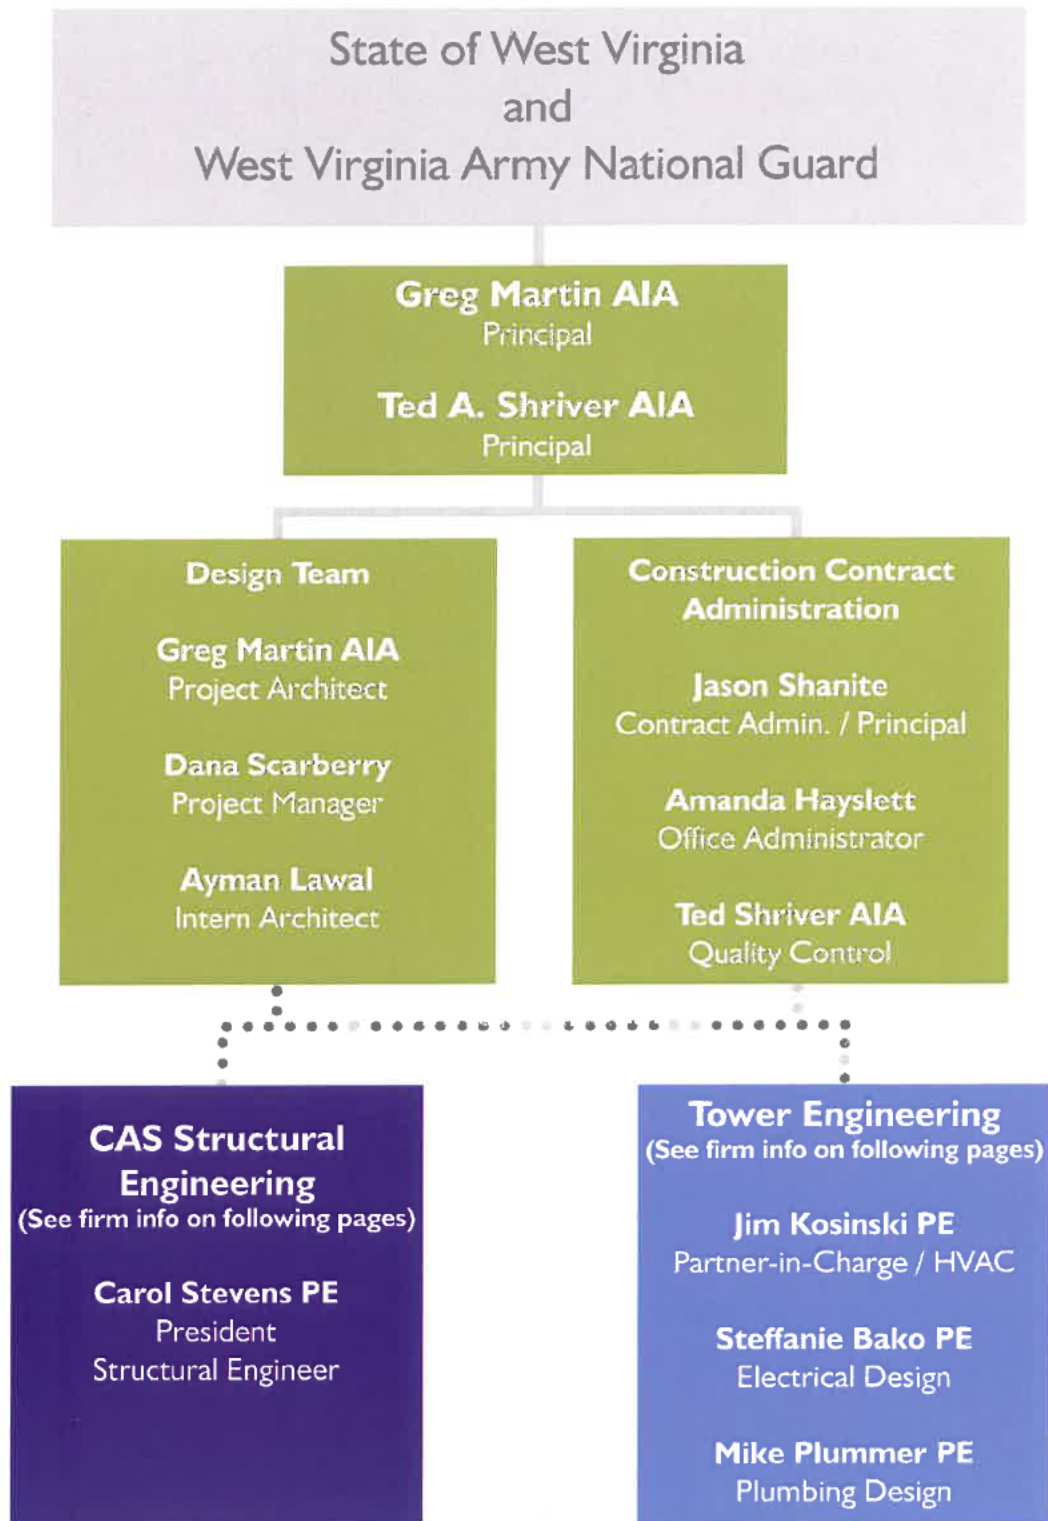 State of West Virginia
and
West Virginia Army National Guard
Greg Martin AIA
Principal
Ted A. Shriver AIA
Principal
Design Team
Greg Martin AIA
Project Architect
Dana Scarberry
Project Manager
Ayman Lawal
Intern Architect
Construction Contract
Administration
Jason Shanite
Contract Admin. / Principal
Amanda Hayslett
Office Administrator
Ted Shriver AIA
Quality Control
CAS Structural
Engineering
(See firm info on following pages)
Carol Stevens PE
President
Structural Engineer
Tower Engineering
(See firm info on following pages)
Jim Kosinski PE
Partner-in-Charge / HVAC
Steffanie Bako PE
Electrical Design
Mike Plummer PE
Plumbing Design